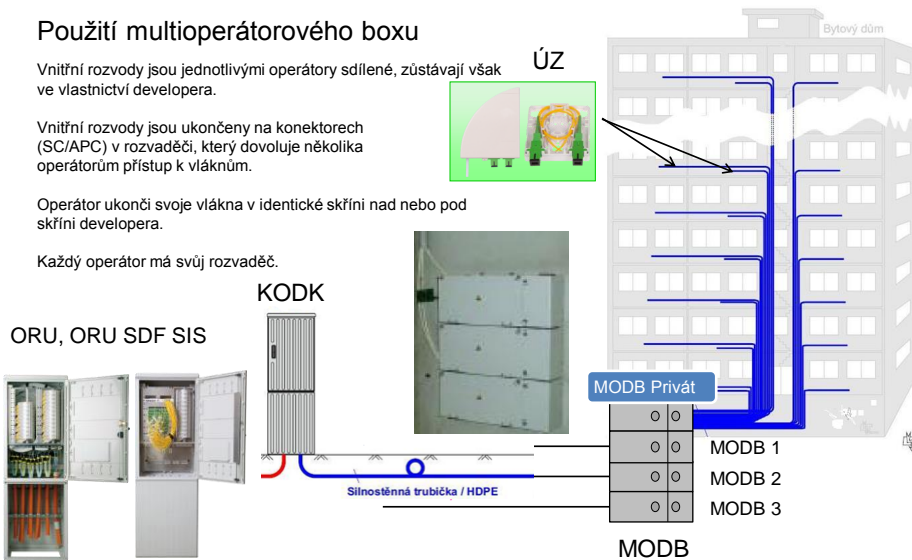 Použití multioperátorového boxu
Bytový dům
ÚZ
Vnitřní rozvody jsou jednotlivými operátory sdílené, zůstávají však
ve vlastnictví developera.
Vnitřní rozvody jsou ukončeny na konektorech
(SC/APC) v rozvaděči, který dovoluje několika
operátorům přístup k vláknům.
Operátor ukonči svoje vlákna v identické skříni nad nebo pod
skříni developera.
Každý operátor má svůj rozvaděč.
KODK
ORU, ORU SDF SIS
MODB Privát
MODB 1
MODB 2
MODB 3
Silnostěnná trubička / HDPE
MODB